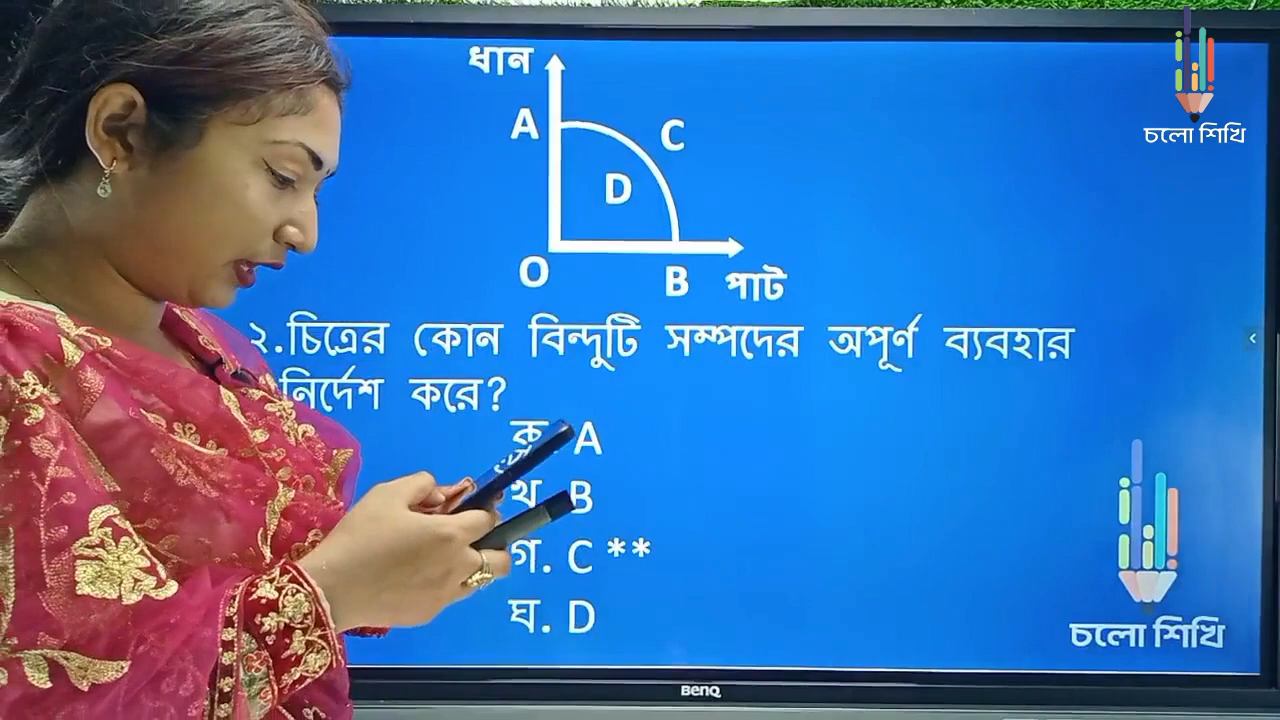 ধান
A
C
D
O
B
পাট
চলো শিখি
২.চিত্রের কোন বিন্দুটি সম্পদের অপূর্ণ ব্যবহার
নির্দেশ করে?
ক. A
খ. B
গ. C **
ঘ. D
চলো শিখি
BenQ